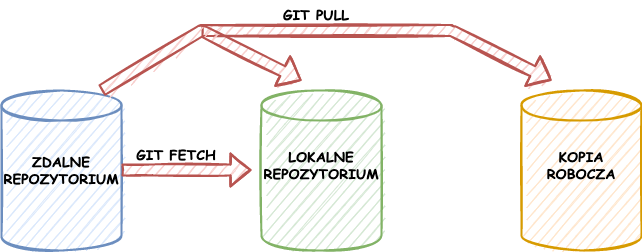 GIT PULL
GIT FETCH
ZDALNE
REPOZYTORIUM
LOKALNE
REPOZYTORIUM
KOPIA
ROBOCZA